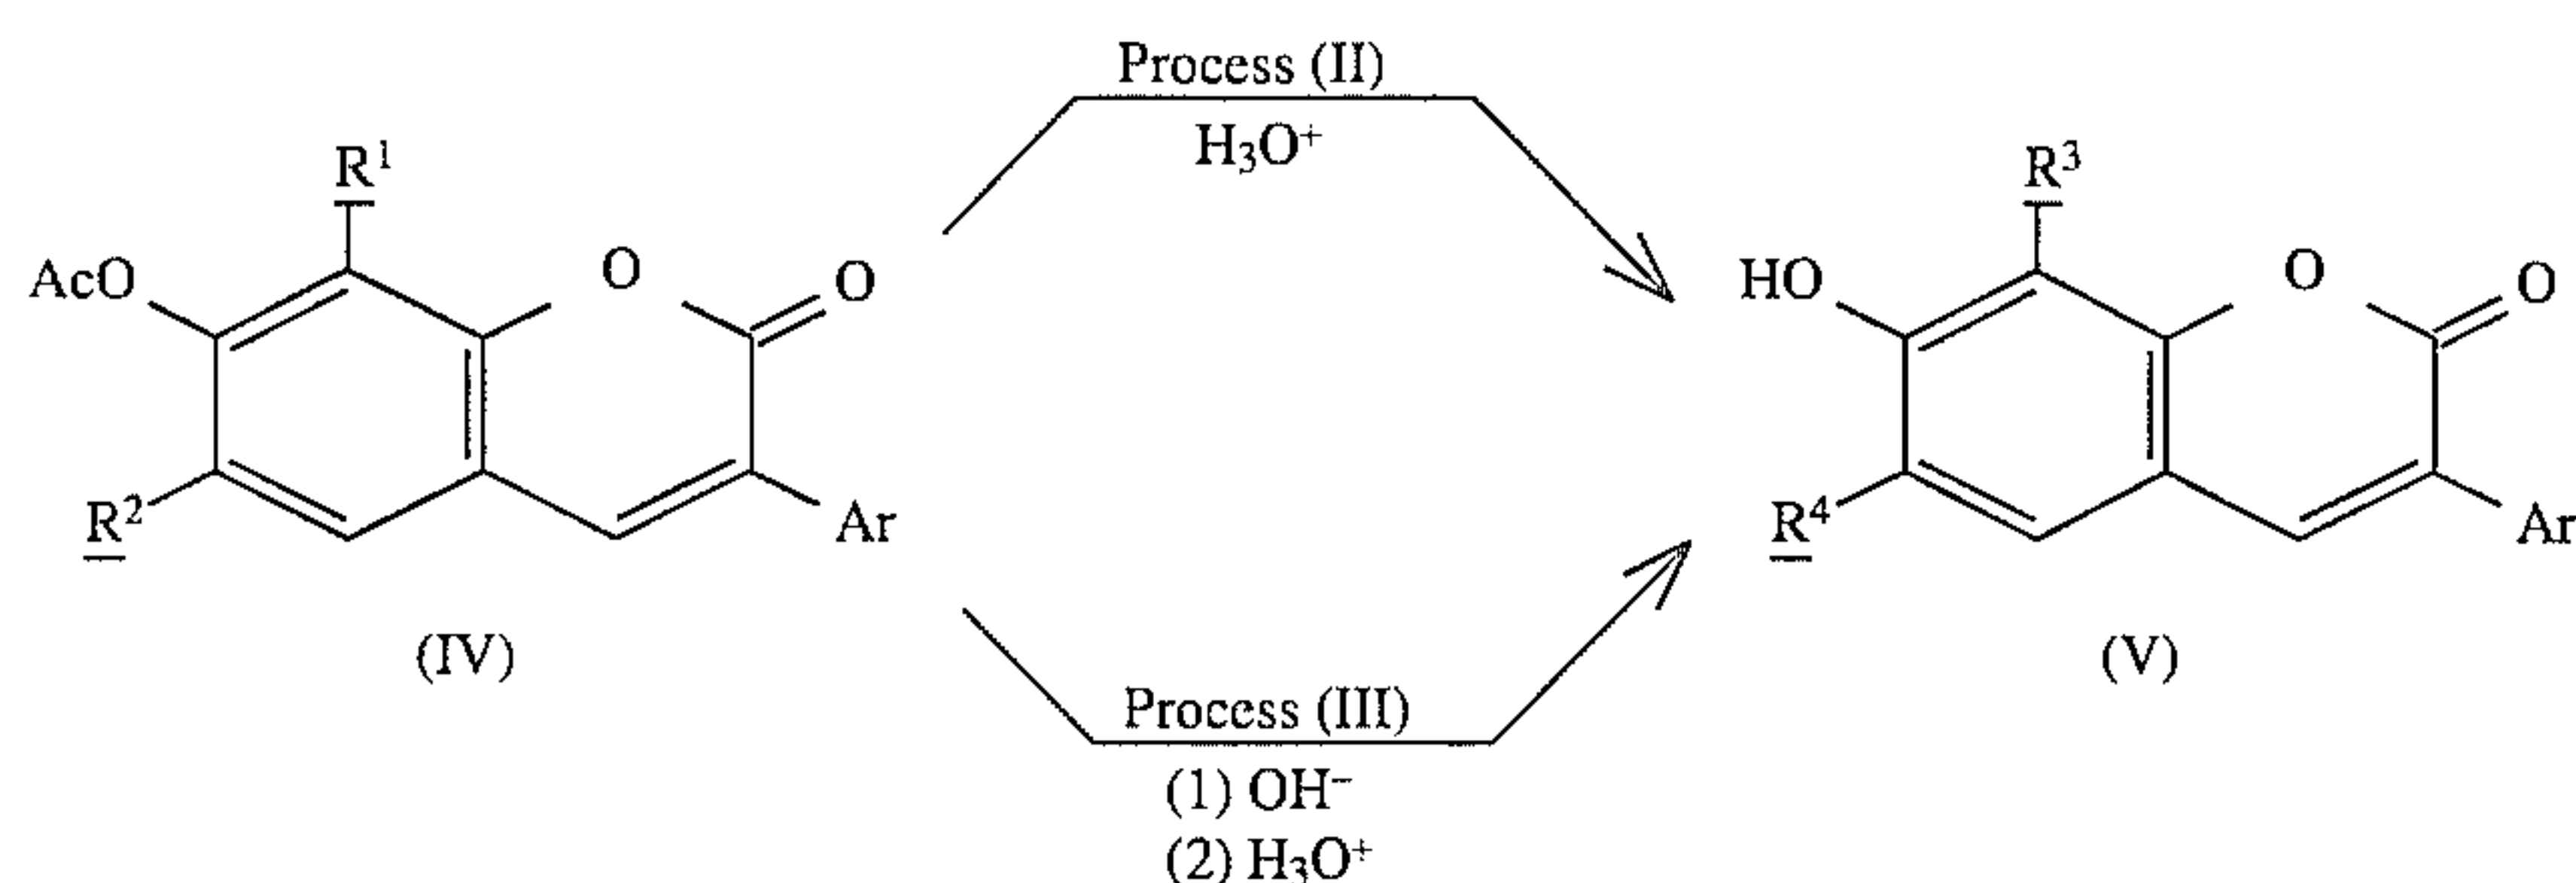 Process (II)
H₃O⁺
R¹
AcO
O
O
R²
Ar
(IV)
R³
HO
O
O
R⁴
Ar
(V)
Process (III)
(1) OH⁻
(2) H₃O⁺